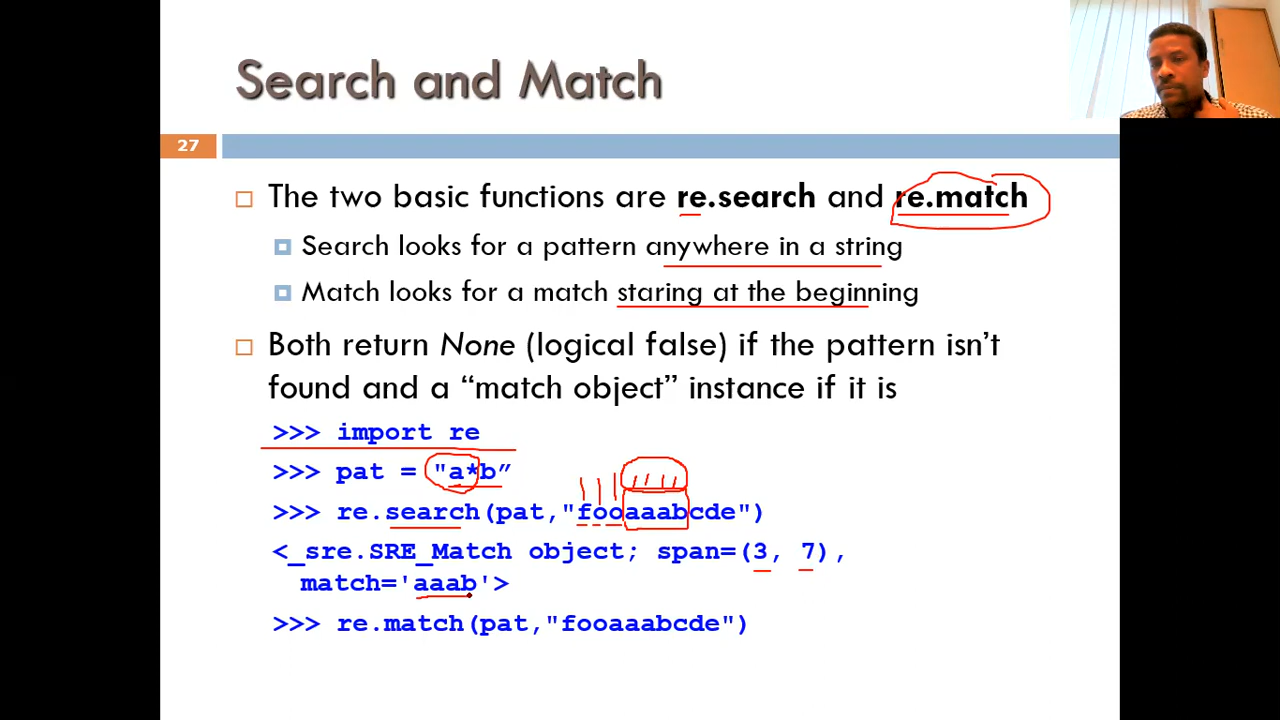 Search and Match
27
The two basic functions are re.search and re.match
Search looks for a pattern anywhere in a string
Match looks for a match staring at the beginning
Both return None (logical false) if the pattern isn't
found and a “match object” instance if it is
>>> import re
>>> pat = "a*b”
>>> re.search(pat,"fooaaabcde")
<_sre.SRE_Match object; span=(3, 7),
match='aaab'>
>>> re.match(pat,"fooaaabcde")